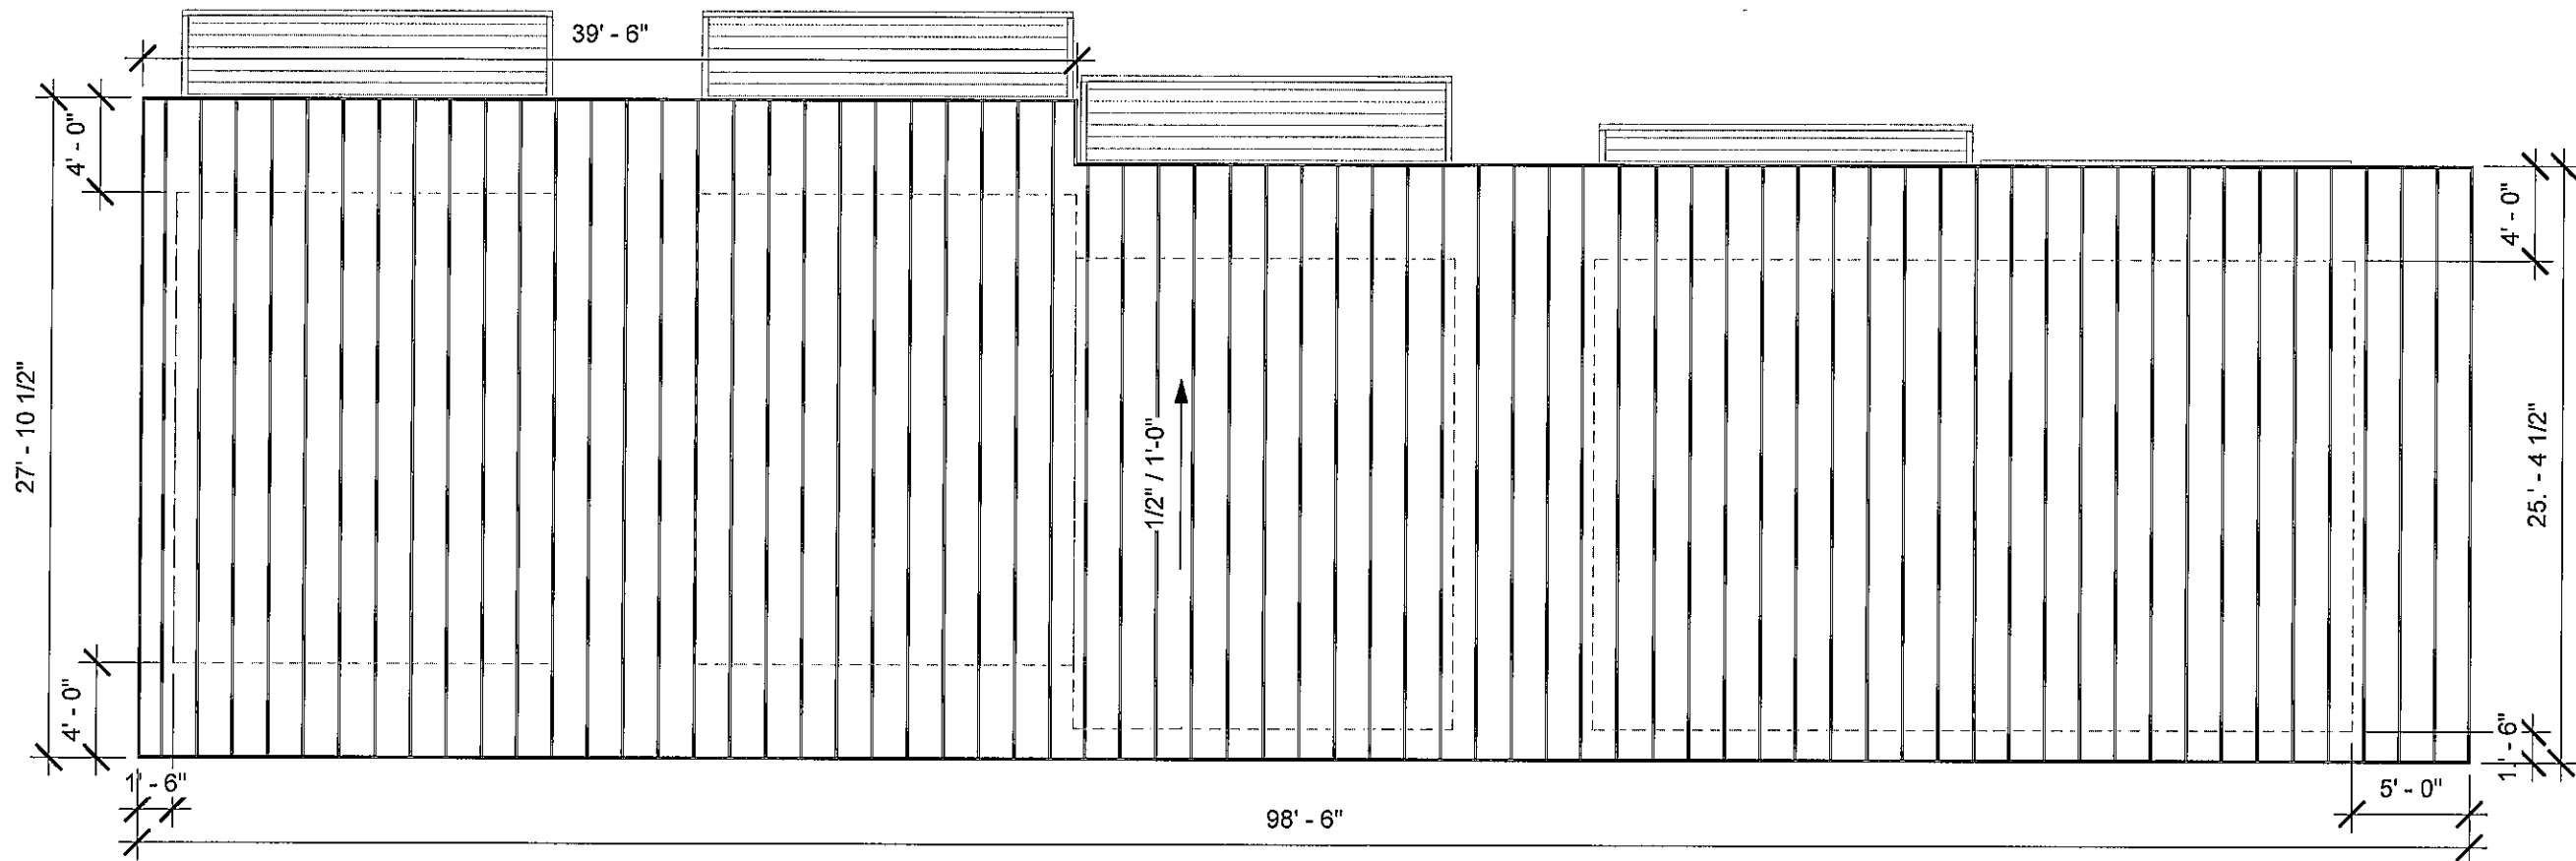 39' - 6"
4' - 0"
4' - 0"
27' - 10 1/2"
1/2" / 1'-0"
25.' - 4 1/2"
4' - 0"
1' - 6"
1' - 6"
5' - 0"
98' - 6"